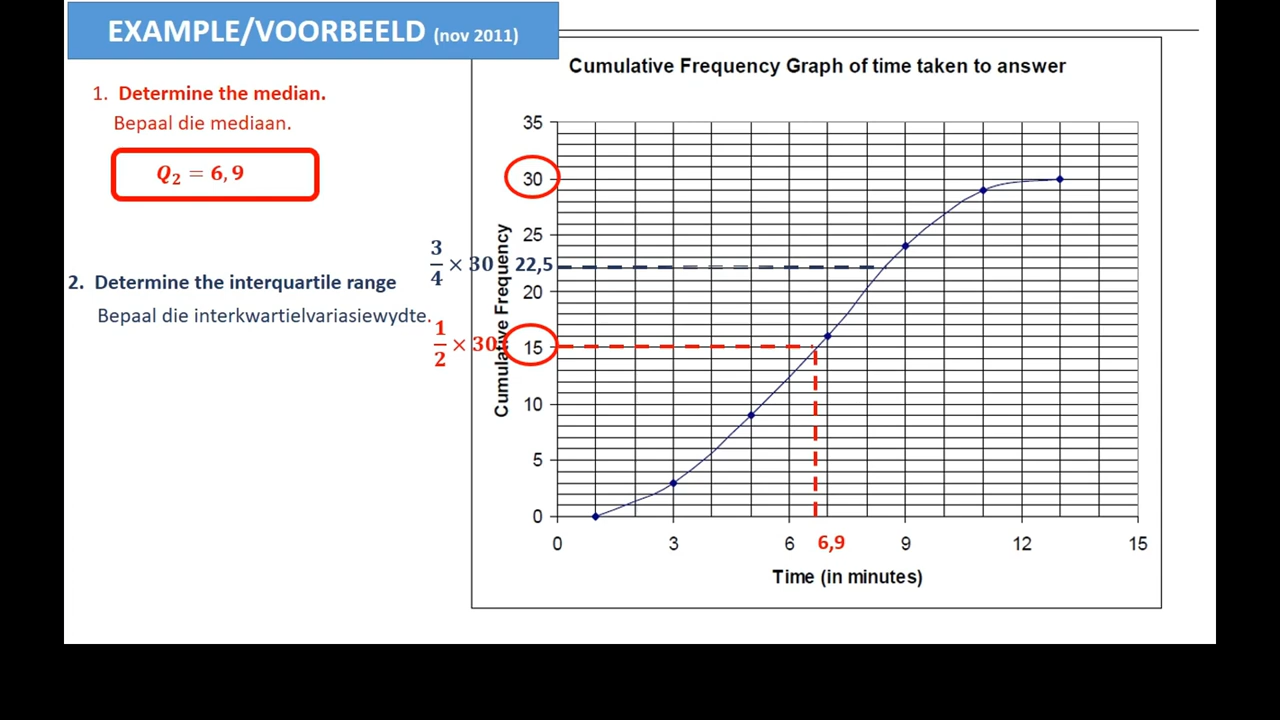 EXAMPLE/VOORBEELD (nov 2011)
1. Determine the median.
Bepaal die mediaan.
Q₂ = 6,9
2. Determine the interquartile range
Bepaal die interkwartielvariasiewydte.
Cumulative Frequency Graph of time taken to answer
Cumulative Frequency
35
30
25
3/4 × 30
22,5
20
1/2 × 30
15
10
5
0
0 3 6 6,9 9 12 15
Time (in minutes)